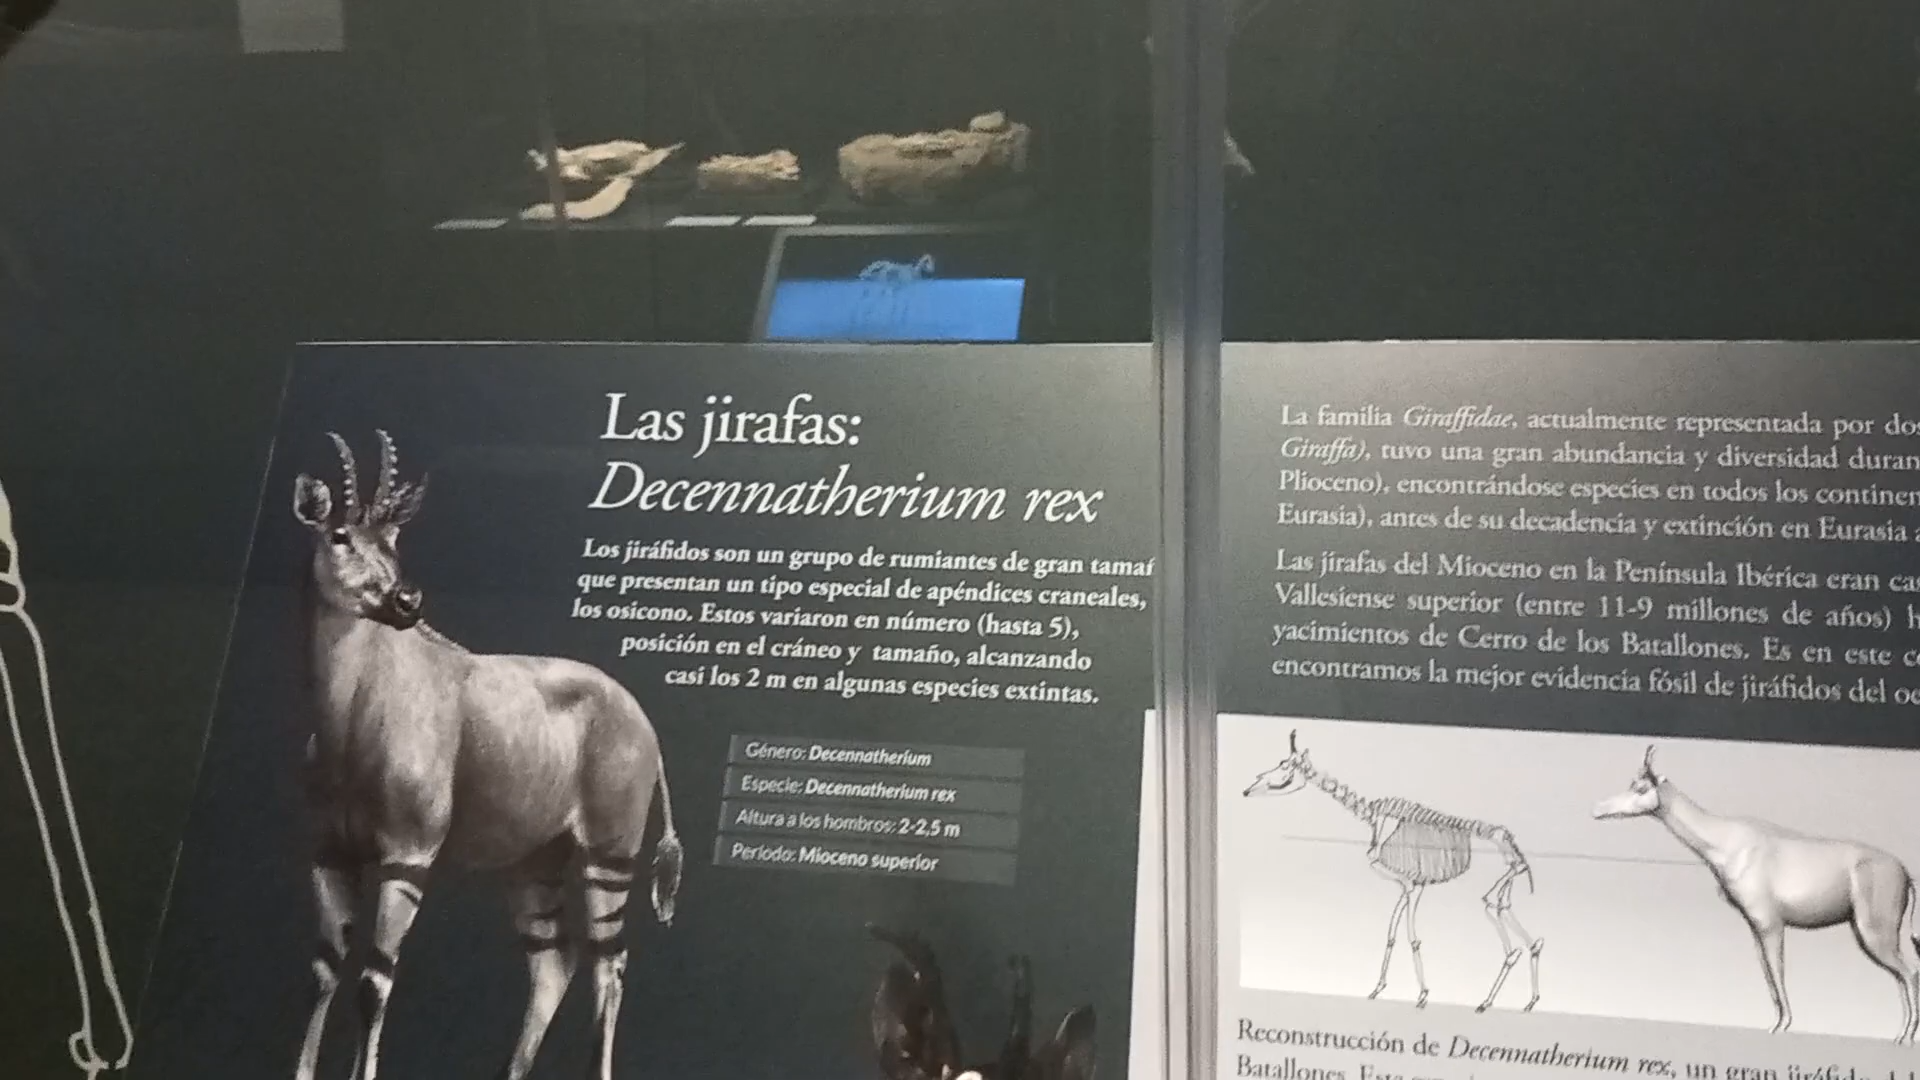 Las jirafas:
Decennatherium rex
Los jiráfidos son un grupo de rumiantes de gran tamañ
que presentan un tipo especial de apéndices craneales,
los osicono. Estos variaron en número (hasta 5),
posición en el cráneo y tamaño, alcanzando
casi los 2 m en algunas especies extintas.
Género: Decennatherium
Especie: Decennatherium rex
Altura a los hombros: 2-2,5 m
Periodo: Mioceno superior
La familia Giraffidae, actualmente representada por dos
Giraffa), tuvo una gran abundancia y diversidad duran
Plioceno), encontrándose especies en todos los continen
Eurasia), antes de su decadencia y extinción en Eurasia
Las jirafas del Mioceno en la Península Ibérica eran cas
Vallesiense superior (entre 11-9 millones de años) h
yacimientos de Cerro de los Batallones. Es en este c
encontramos la mejor evidencia fósil de jiráfidos del oc
Reconstrucción de Decennatherium rex, un gran
Batallones.